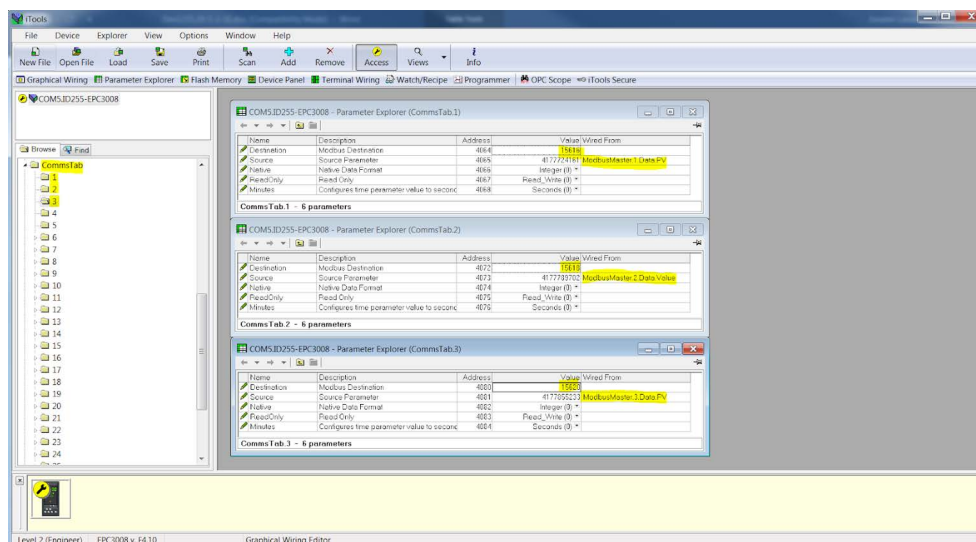 iTools
File Device Explorer View Options Window Help
New File Open File Load Save Print Scan Add Remove Access Views Info
Graphical Wiring Parameter Explorer Flash Memory Device Panel Terminal Wiring Watch/Recipe Programmer OPC Scope iTools Secure
COM5.ID255-EPC3008
Browse Find
CommsTab
1
2
3
4
5
6
7
8
9
10
11
12
13
14
15
16
17
18
19
20
21
22
23
24
COM5.ID255-EPC3008 - Parameter Explorer (CommsTab.1)
Name Description Address Value Wired From
Destination Modbus Destination 4064 15616
Source Source Parameter 4065 4177724161 ModbusMaster.1.Data.PV
Native Native Data Format 4066 Integer (0)
ReadOnly Read Only 4067 Read_Write (0)
Minutes Configures time parameter value to second 4068 Seconds (0)
CommsTab.1 - 6 parameters
COM5.ID255-EPC3008 - Parameter Explorer (CommsTab.2)
Name Description Address Value Wired From
Destination Modbus Destination 4072 15618
Source Source Parameter 4073 4177789702 ModbusMaster.2.Data.Value
Native Native Data Format 4074 Integer (0)
ReadOnly Read Only 4075 Read_Write (0)
Minutes Configures time parameter value to second 4076 Seconds (0)
CommsTab.2 - 6 parameters
COM5.ID255-EPC3008 - Parameter Explorer (CommsTab.3)
Name Description Address Value Wired From
Destination Modbus Destination 4080 15620
Source Source Parameter 4081 4177855233 ModbusMaster.3.Data.PV
Native Native Data Format 4082 Integer (0)
ReadOnly Read Only 4083 Read_Write (0)
Minutes Configures time parameter value to second 4084 Seconds (0)
CommsTab.3 - 6 parameters
Level 2 (Engineer) EPC3008 v. E4.10 Graphical Wiring Editor